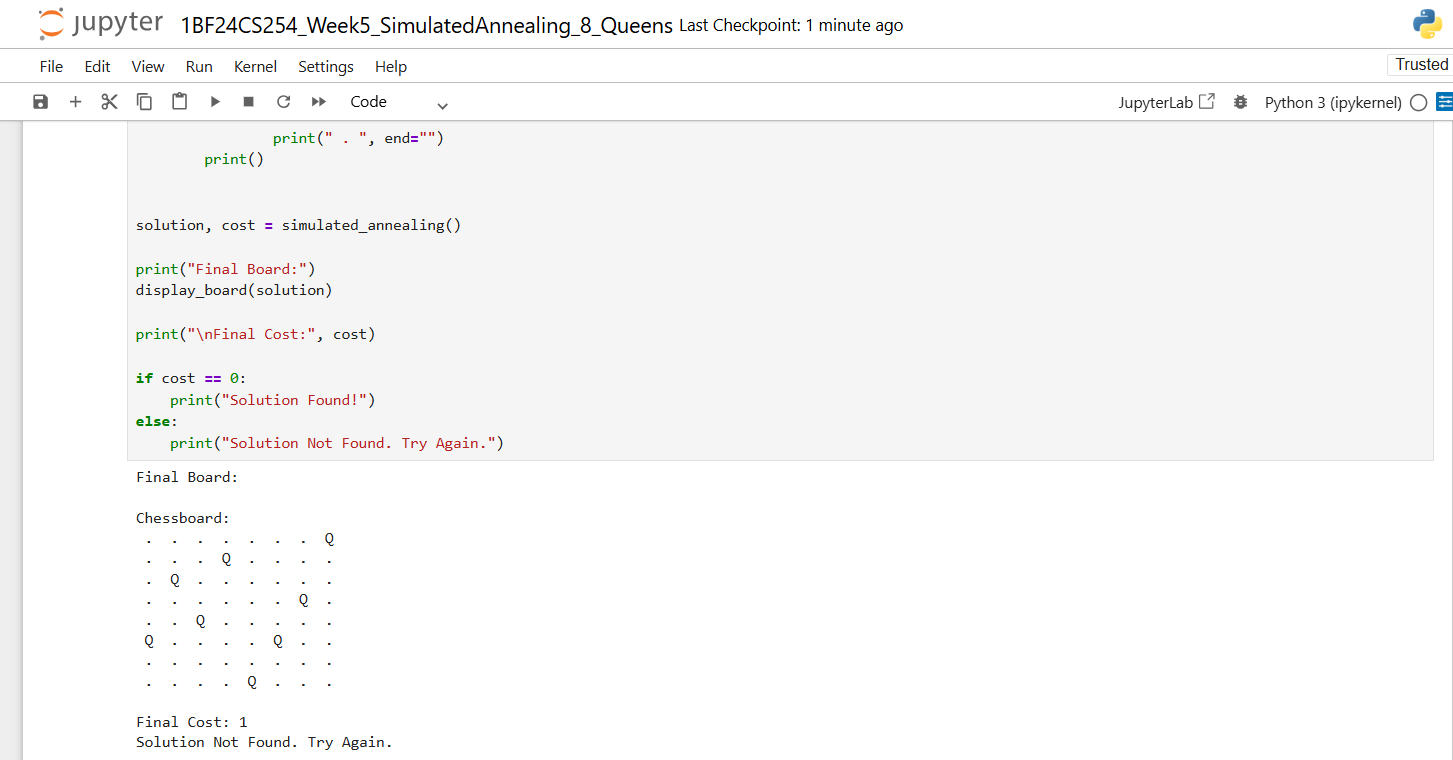 jupyter 1BF24CS254_Week5_SimulatedAnnealing_8_Queens Last Checkpoint: 1 minute ago
File Edit View Run Kernel Settings Help
Trusted
Code
JupyterLab
Python 3 (ipykernel)
                print(" . ", end="")
        print()
solution, cost = simulated_annealing()
print("Final Board:")
display_board(solution)
print("\nFinal Cost:", cost)
if cost == 0:
    print("Solution Found!")
else:
    print("Solution Not Found. Try Again.")
Final Board:
Chessboard:
 .  .  .  .  .  .  .  Q
 .  .  .  Q  .  .  .  .
 .  Q  .  .  .  .  .  .
 .  .  .  .  .  .  Q  .
 .  .  Q  .  .  .  .  .
 Q  .  .  .  .  Q  .  .
 .  .  .  .  .  .  .  .
 .  .  .  .  Q  .  .  .
Final Cost: 1
Solution Not Found. Try Again.